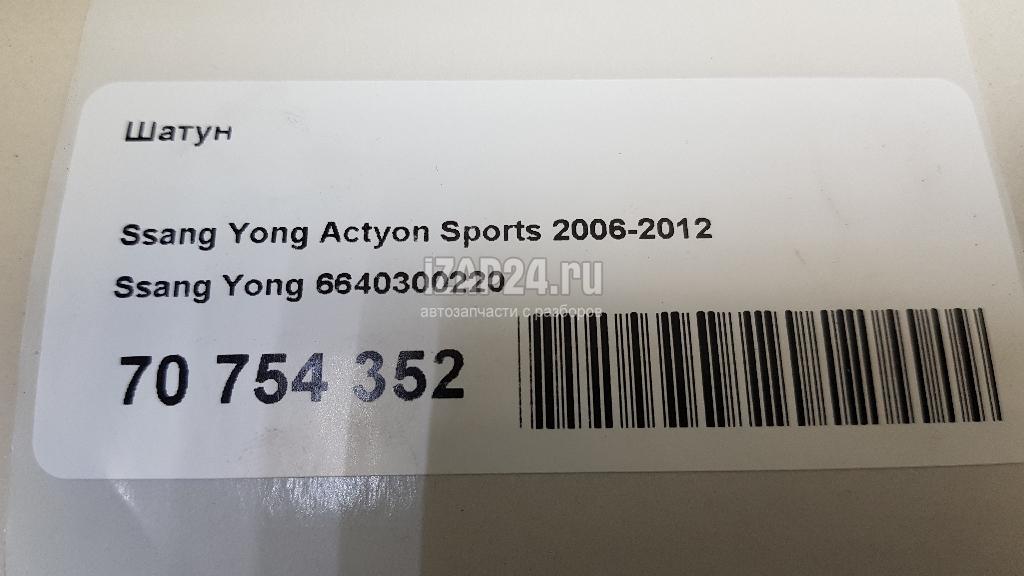 Шатун
Ssang Yong Actyon Sports 2006-2012
Ssang Yong 6640300220
iZAP24.ru
автозапчасти с разборов
70 754 352